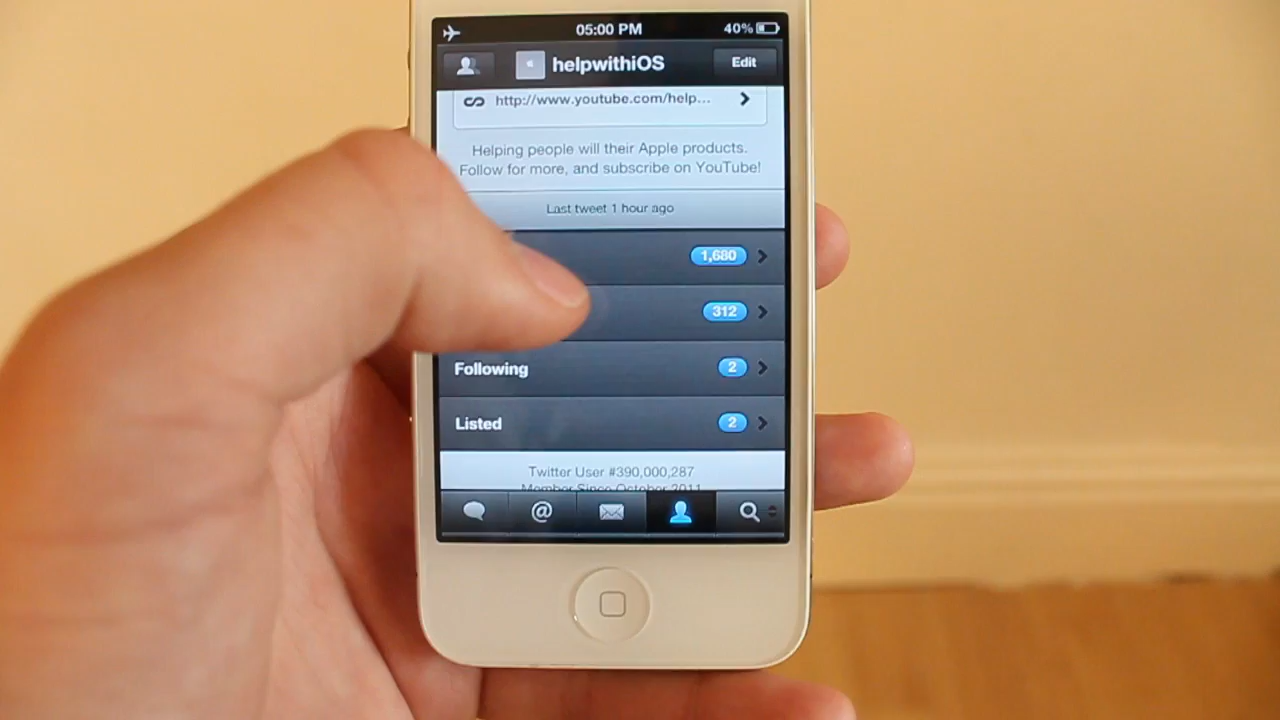 05:00 PM 40%
helpwithiOS Edit
http://www.youtube.com/help...
Helping people will their Apple products.
Follow for more, and subscribe on YouTube!
Last tweet 1 hour ago
1,680
312
Following 2
Listed 2
Twitter User #390,000,287
Member Since October 2011
@